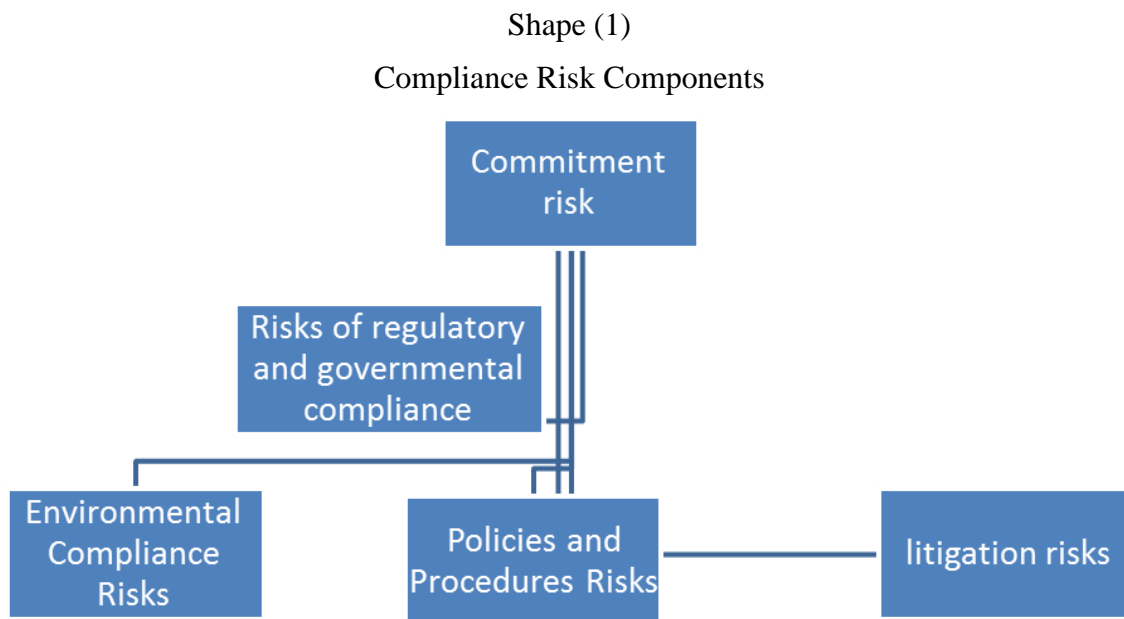 Shape (1)
Compliance Risk Components
Commitment
risk
Risks of regulatory
and governmental
compliance
Environmental
Compliance
Risks
Policies and
Procedures Risks
litigation risks